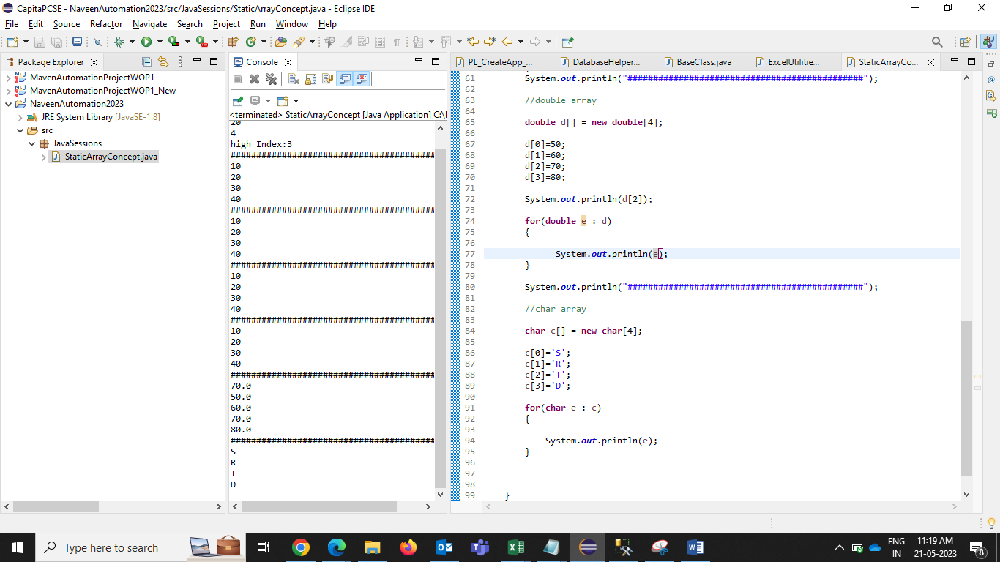 CapitaPCSE - NaveenAutomation2023/src/JavaSessions/StaticArrayConcept.java - Eclipse IDE
File Edit Source Refactor Navigate Search Project Run Window Help
Package Explorer
MavenAutomationProjectWOP1
MavenAutomationProjectWOP1_New
NaveenAutomation2023
JRE System Library [JavaSE-1.8]
src
JavaSessions
StaticArrayConcept.java
Console
<terminated> StaticArrayConcept [Java Application] C:\
20
4
high Index:3
########################################
10
20
30
40
########################################
10
20
30
40
########################################
10
20
30
40
########################################
10
20
30
40
########################################
70.0
50.0
60.0
70.0
80.0
########################################
S
R
T
D
PL_CreateApp_... DatabaseHelper... BaseClass.java ExcelUtilitie... StaticArrayCo...
61 System.out.println("##############################################");
62
63 //double array
64
65 double d[] = new double[4];
66
67 d[0]=50;
68 d[1]=60;
69 d[2]=70;
70 d[3]=80;
71
72 System.out.println(d[2]);
73
74 for(double e : d)
75 {
76
77 System.out.println(e);
78 }
79
80 System.out.println("##############################################");
81
82 //char array
83
84 char c[] = new char[4];
85
86 c[0]='S';
87 c[1]='R';
88 c[2]='T';
89 c[3]='D';
90
91 for(char e : c)
92 {
93
94 System.out.println(e);
95 }
96
97
98
99 }
Type here to search
ENG
IN
11:19 AM
21-05-2023
8